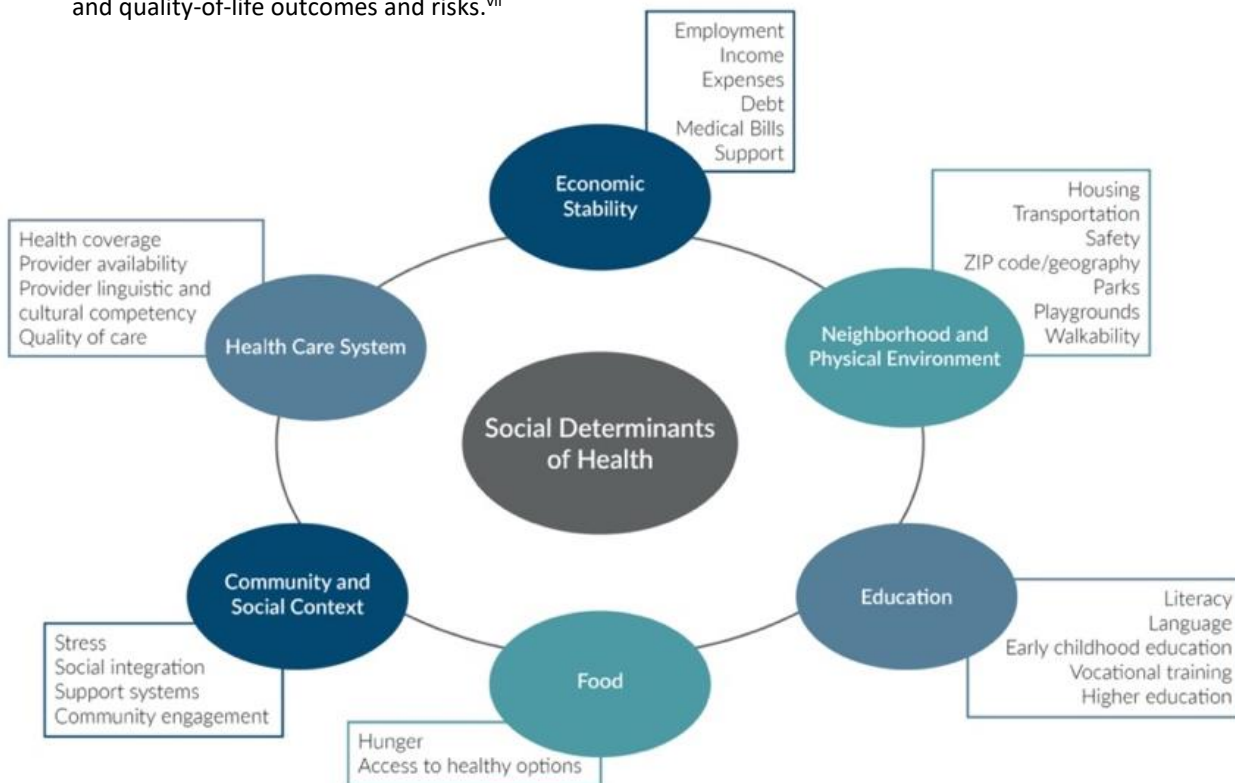 and quality-of-life outcomes and risks.vii
Employment
Income
Expenses
Debt
Medical Bills
Support
Economic
Stability
Housing
Transportation
Safety
ZIP code/geography
Parks
Playgrounds
Walkability
Neighborhood and
Physical Environment
Health coverage
Provider availability
Provider linguistic and
cultural competency
Quality of care
Health Care System
Social Determinants
of Health
Community and
Social Context
Stress
Social integration
Support systems
Community engagement
Education
Literacy
Language
Early childhood education
Vocational training
Higher education
Food
Hunger
Access to healthy options